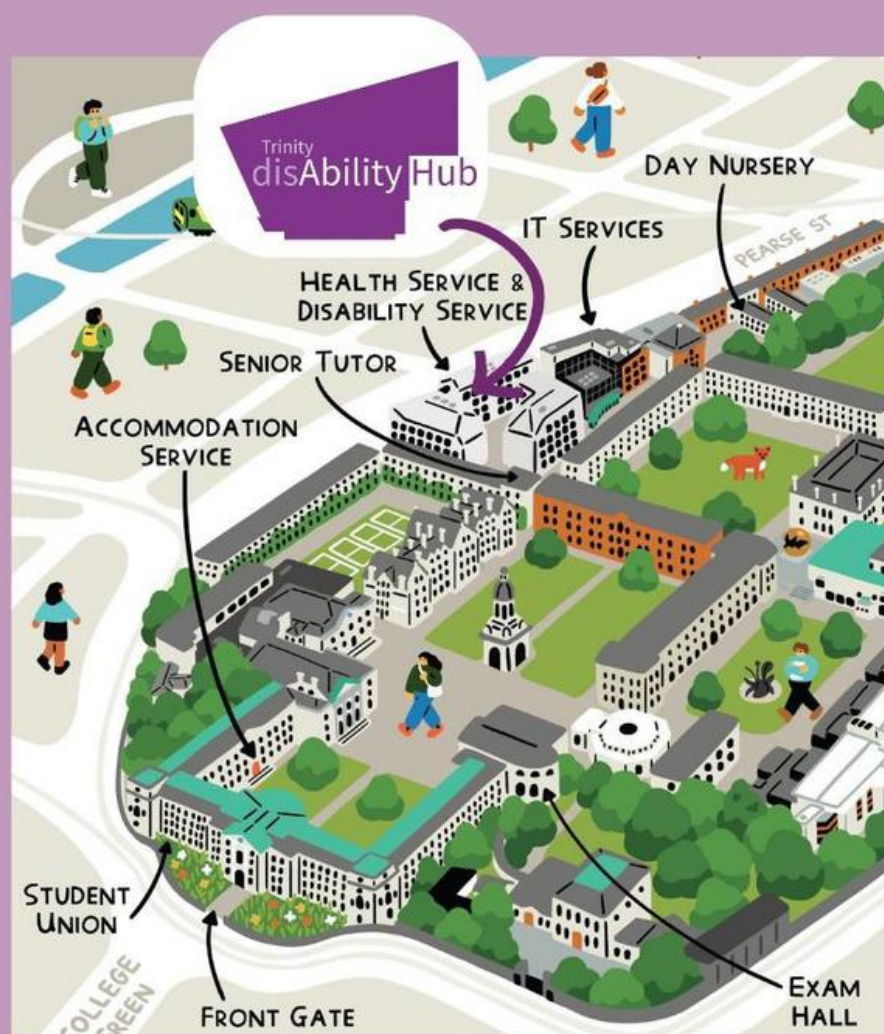 Trinity
disAbility Hub
DAY NURSERY
IT SERVICES
PEARSE ST
HEALTH SERVICE &
DISABILITY SERVICE
SENIOR TUTOR
ACCOMMODATION
SERVICE
STUDENT
UNION
COLLEGE
GREEN
FRONT GATE
EXAM
HALL